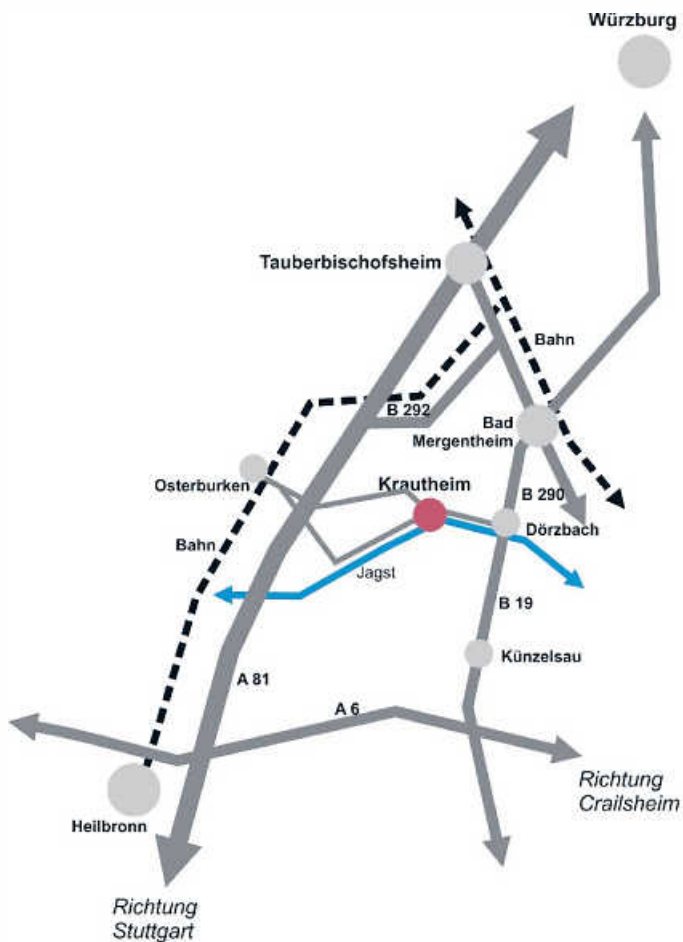 Würzburg
Tauberbischofsheim
Bahn
B 292
Bad
Mergentheim
Osterburken
Krautheim
B 290
Dörzbach
Bahn
Jagst
B 19
Künzelsau
A 81
A 6
Richtung
Crailsheim
Heilbronn
Richtung
Stuttgart